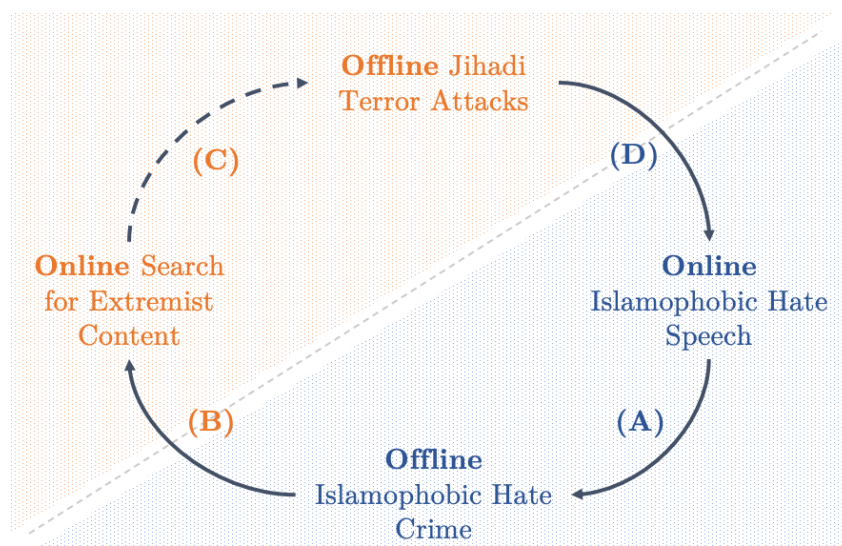 Offline Jihadi
Terror Attacks
(C)
(D)
Online Search
for Extremist
Content
Online
Islamophobic Hate
Speech
(B)
(A)
Offline
Islamophobic Hate
Crime